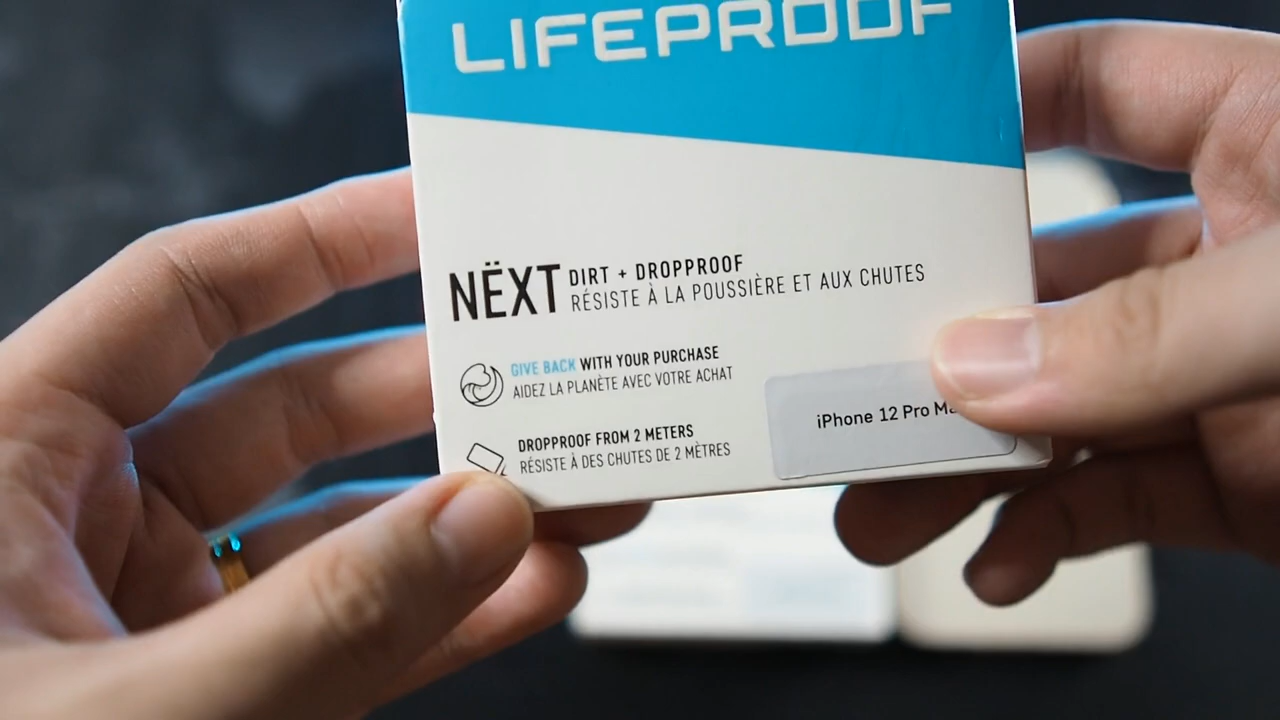 LIFEPROOF
NËXT DIRT + DROPPROOF
RÉSISTE À LA POUSSIÈRE ET AUX CHUTES
GIVE BACK WITH YOUR PURCHASE
AIDEZ LA PLANÈTE AVEC VOTRE ACHAT
DROPPROOF FROM 2 METERS
RÉSISTE À DES CHUTES DE 2 MÈTRES
iPhone 12 Pro